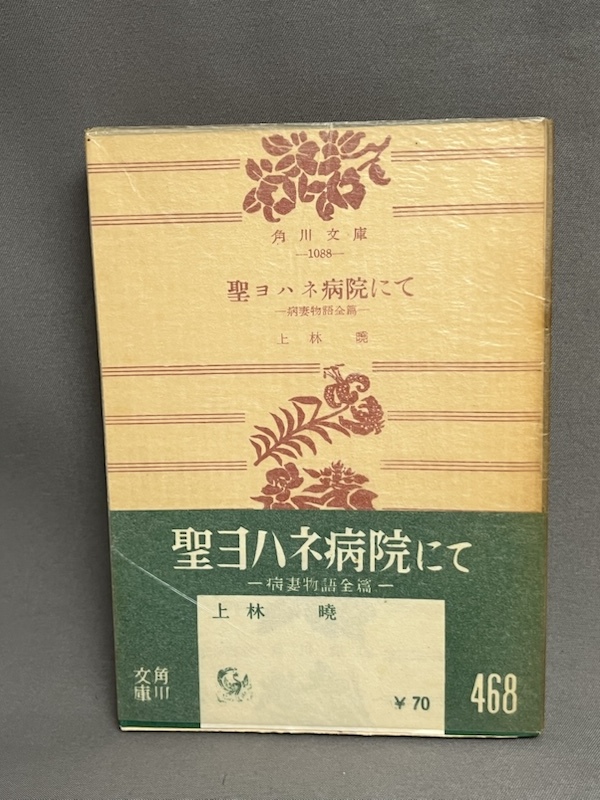 角川文庫
—1088—
聖ヨハネ病院にて
—病妻物語全篇—
上林 曉
聖ヨハネ病院にて
—病妻物語全篇—
上林 曉
角川
文庫
¥70
468